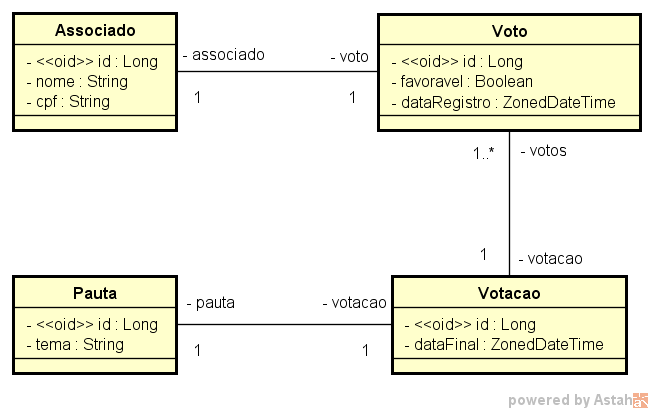 Associado
- <<oid>> id : Long
- nome : String
- cpf : String
- associado
1
- voto
1
Voto
- <<oid>> id : Long
- favoravel : Boolean
- dataRegistro : ZonedDateTime
1..*
- votos
1
- votacao
Pauta
- <<oid>> id : Long
- tema : String
- pauta
1
- votacao
1
Votacao
- <<oid>> id : Long
- dataFinal : ZonedDateTime
powered by Astah